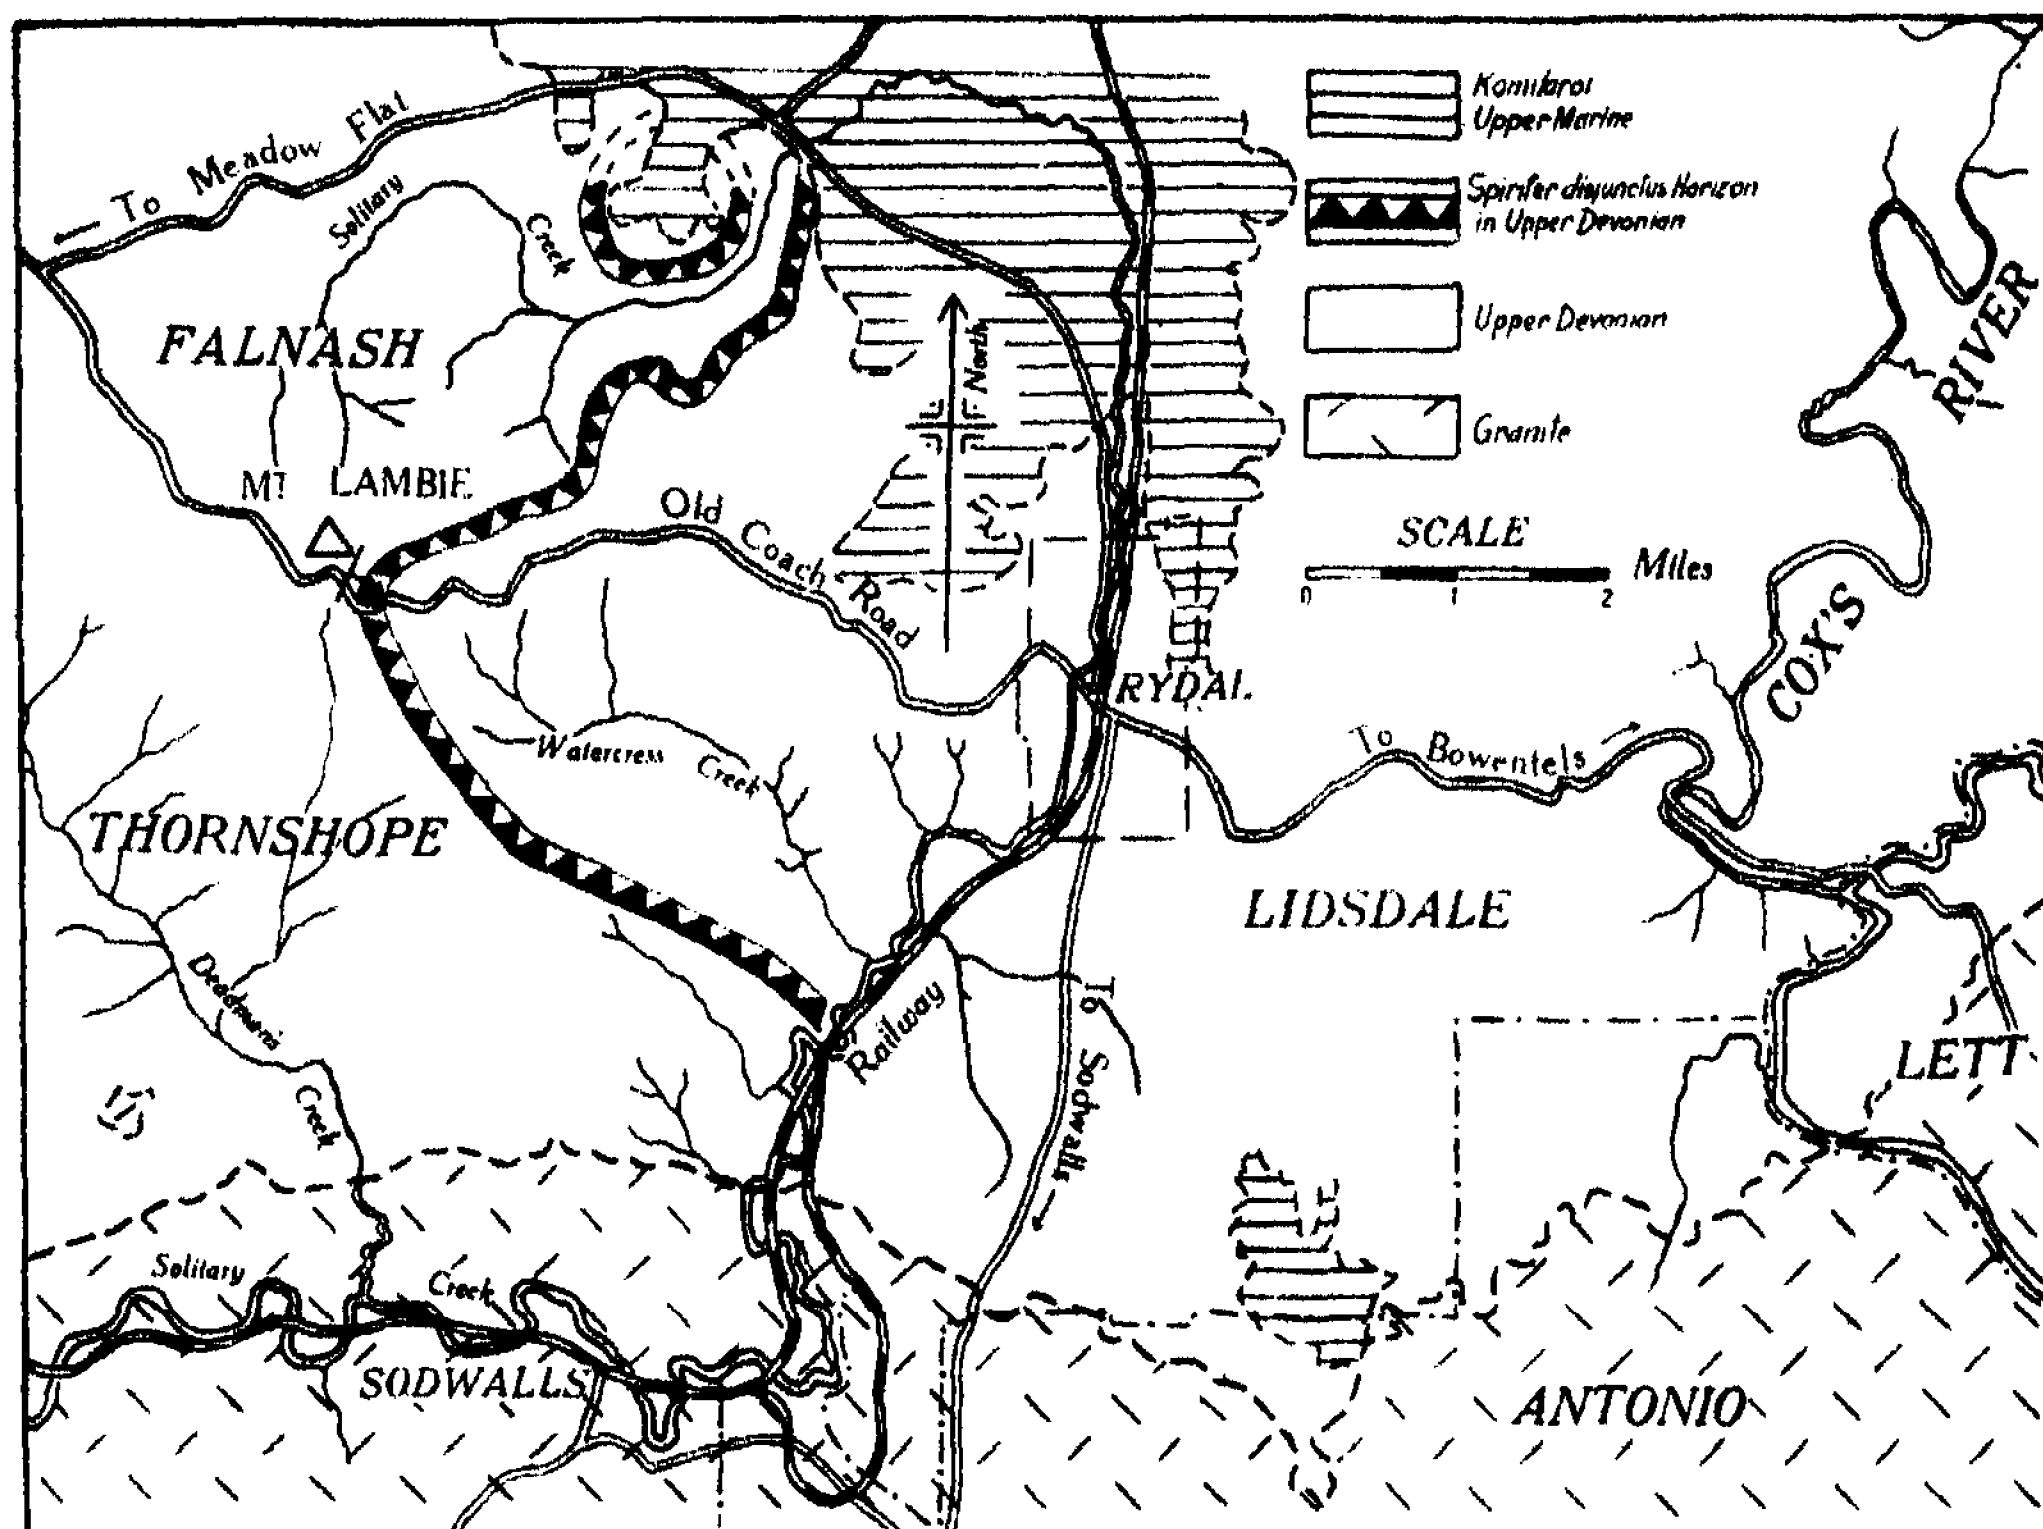 Kamilaroi
Upper Marine
Spirifer disjunctus Horizon
in Upper Devonian
Upper Devonian
Granite
SCALE
Miles
0 1 2
North
To Meadow Flat
Solitary
Creek
FALNASH
MT LAMBIE
Old Coach Road
RIVER
COX'S
RYDAL
Watercress Creek
To Bowenfels
THORNSHOPE
LIDSDALE
Deadman's
Creek
Railway
To Sodwalls
LETT
Solitary Creek
SODWALLS
ANTONIO